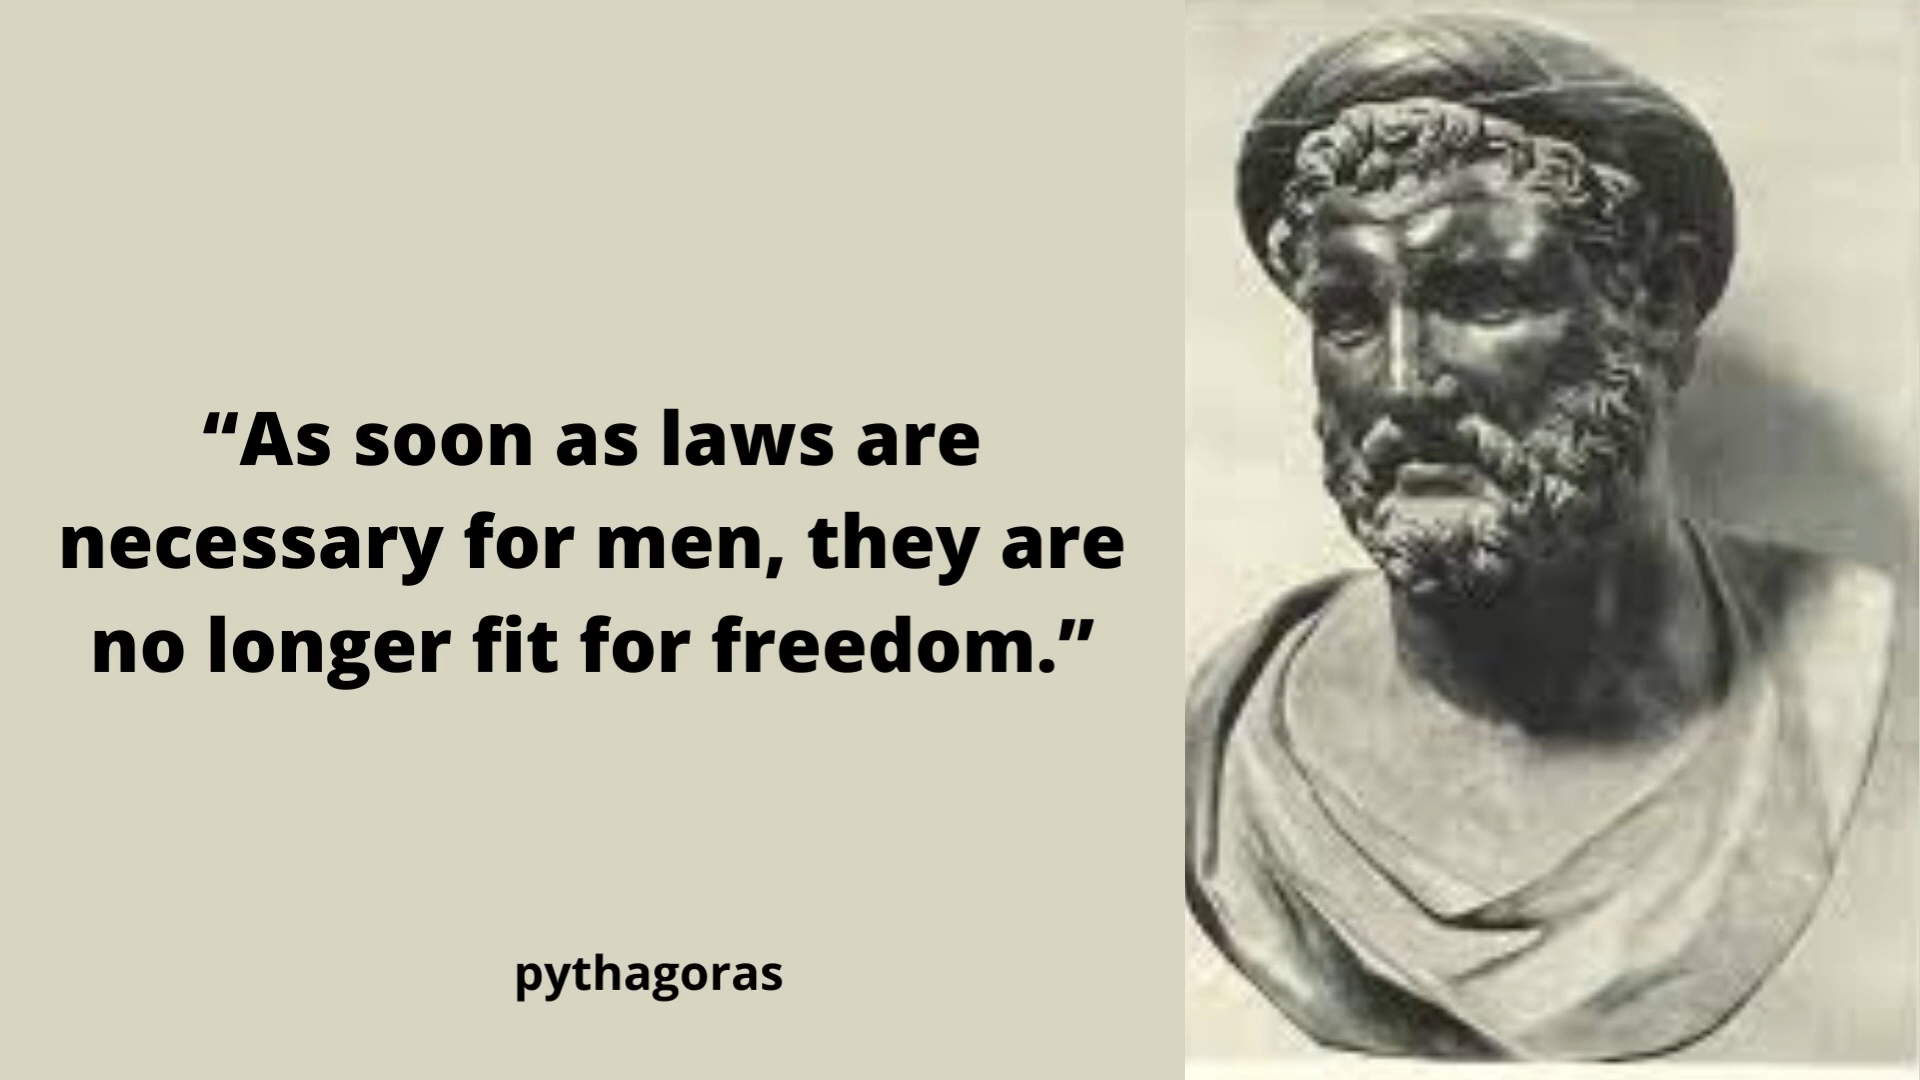 “As soon as laws are
necessary for men, they are
no longer fit for freedom.”
pythagoras